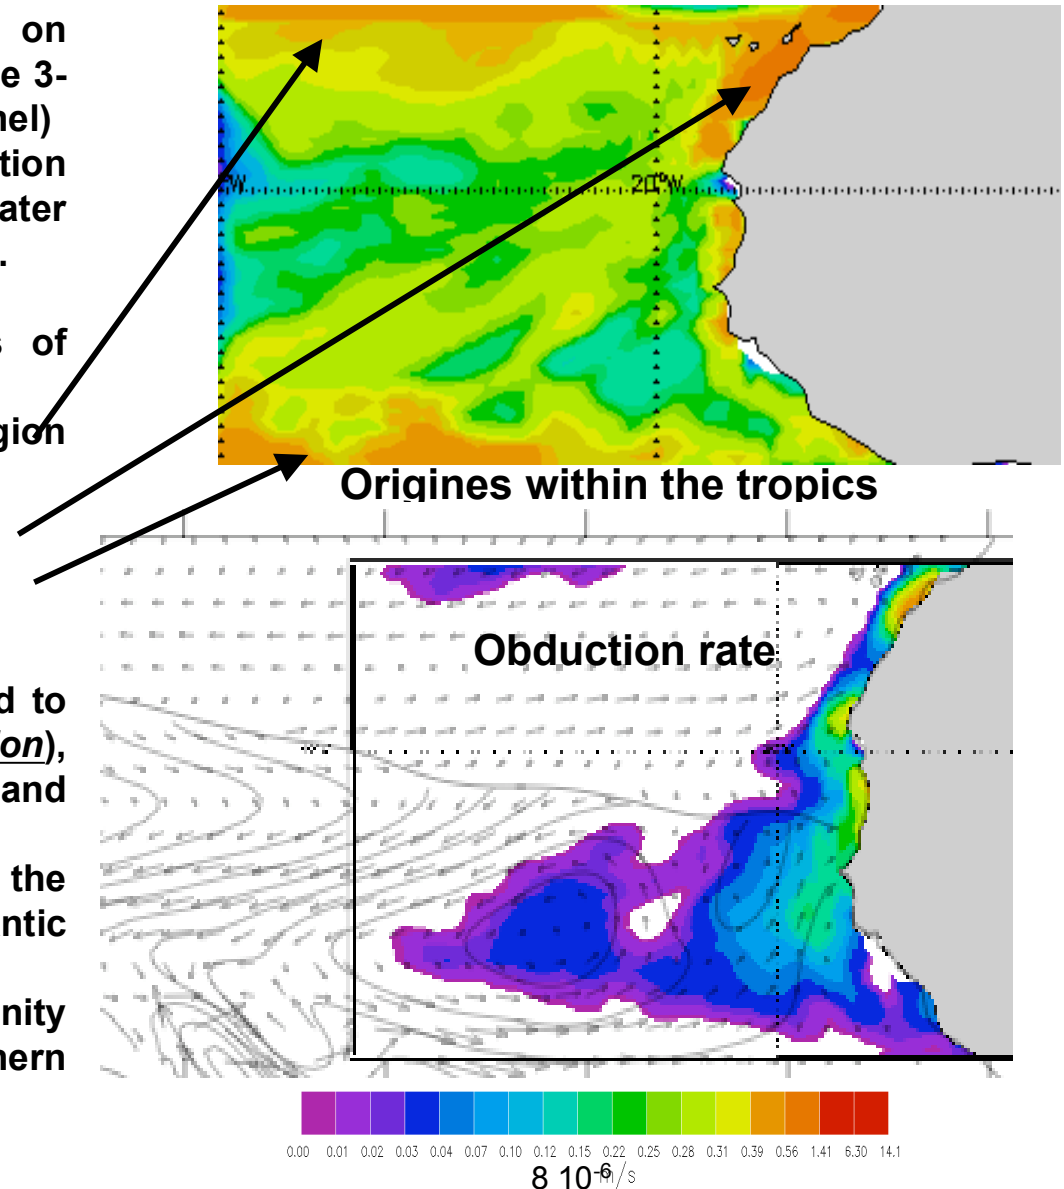 on
e 3-
nel)
tion
ater
.
s of
gion
d to
ion),
and
the
ntic
nity
hern
°W
20°W
Origines within the tropics
Obduction rate
0.00 0.01 0.02 0.03 0.04 0.07 0.10 0.12 0.15 0.22 0.25 0.28 0.31 0.39 0.56 1.41 6.30 14.1
8 10-6 m/s